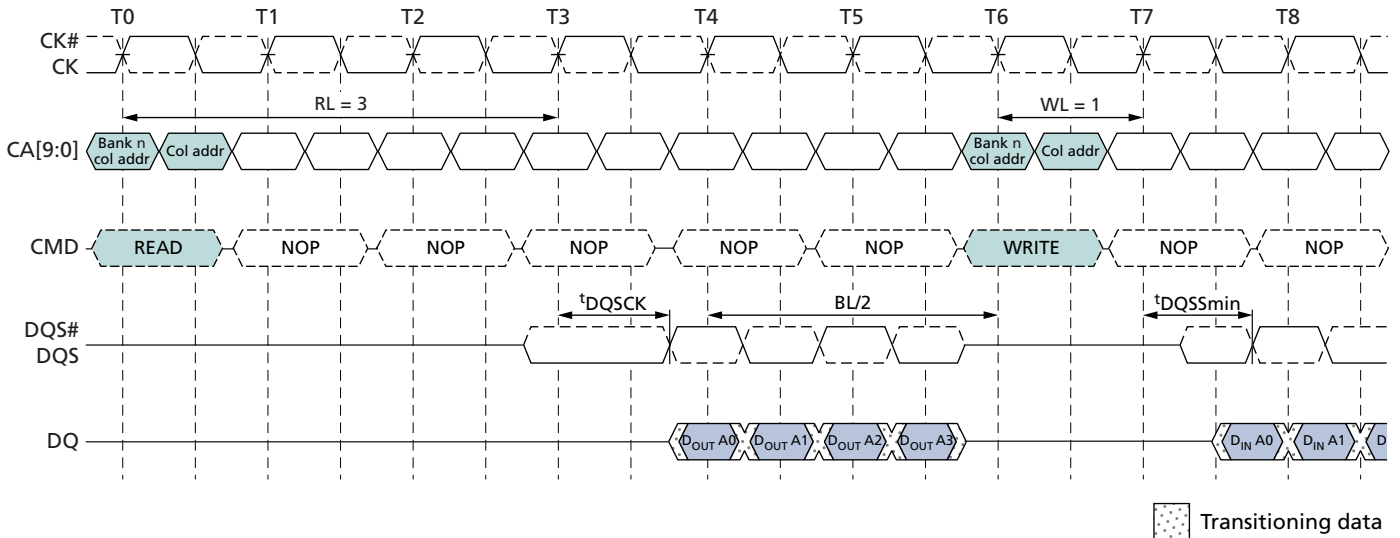 T0 T1 T2 T3 T4 T5 T6 T7 T8
CK#
CK
RL = 3 WL = 1
CA[9:0] Bank n col addr Col addr Bank n col addr Col addr
CMD READ NOP NOP NOP NOP NOP WRITE NOP NOP
tDQSCK BL/2 tDQSSmin
DQS#
DQS
DQ DOUT A0 DOUT A1 DOUT A2 DOUT A3 DIN A0 DIN A1 D
Transitioning data